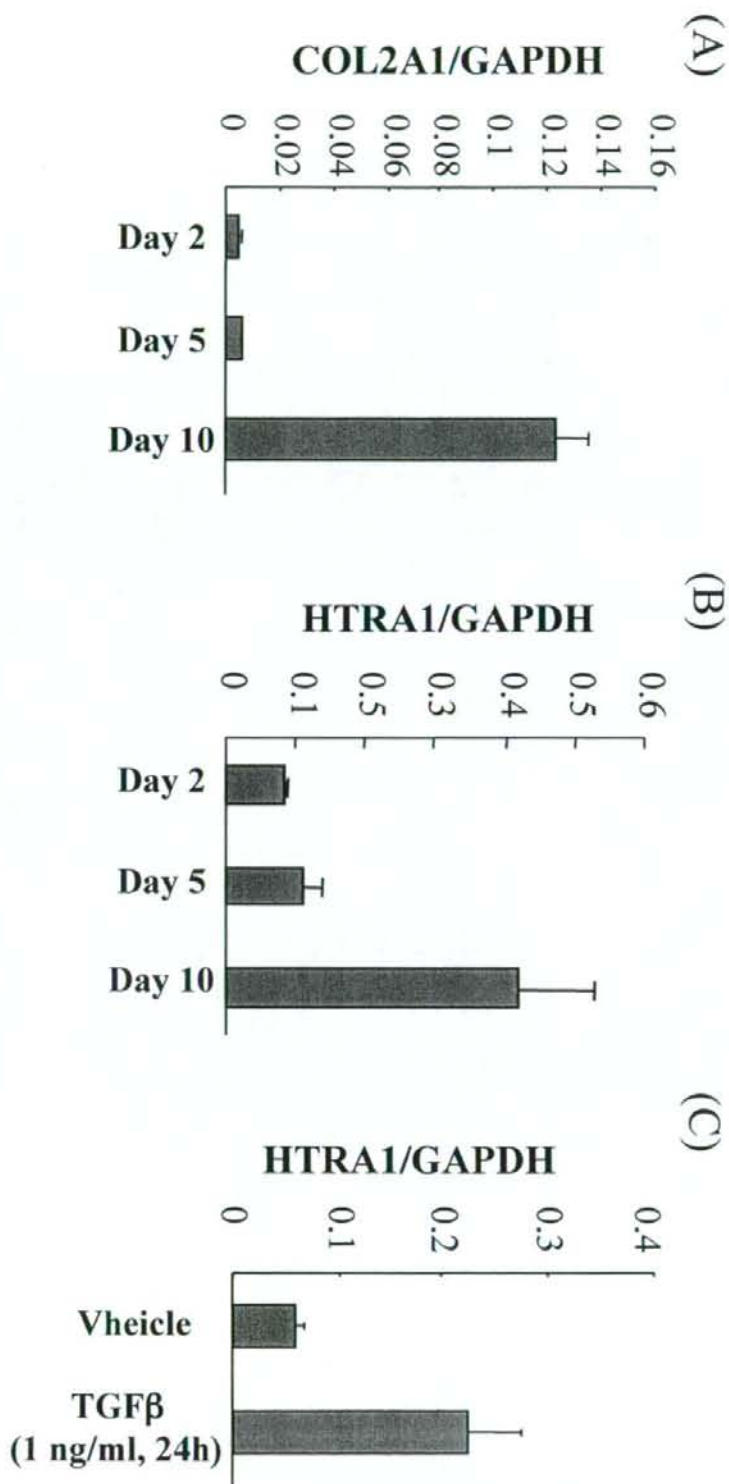 (A)
COL2A1/GAPDH
0
0.02
0.04
0.06
0.08
0.1
0.12
0.14
0.16
Day 2
Day 5
Day 10
(B)
HTRA1/GAPDH
0
0.1
0.5
0.3
0.4
0.5
0.6
Day 2
Day 5
Day 10
(C)
HTRA1/GAPDH
0
0.1
0.2
0.3
0.4
Vheicle
TGFβ
(1 ng/ml, 24h)